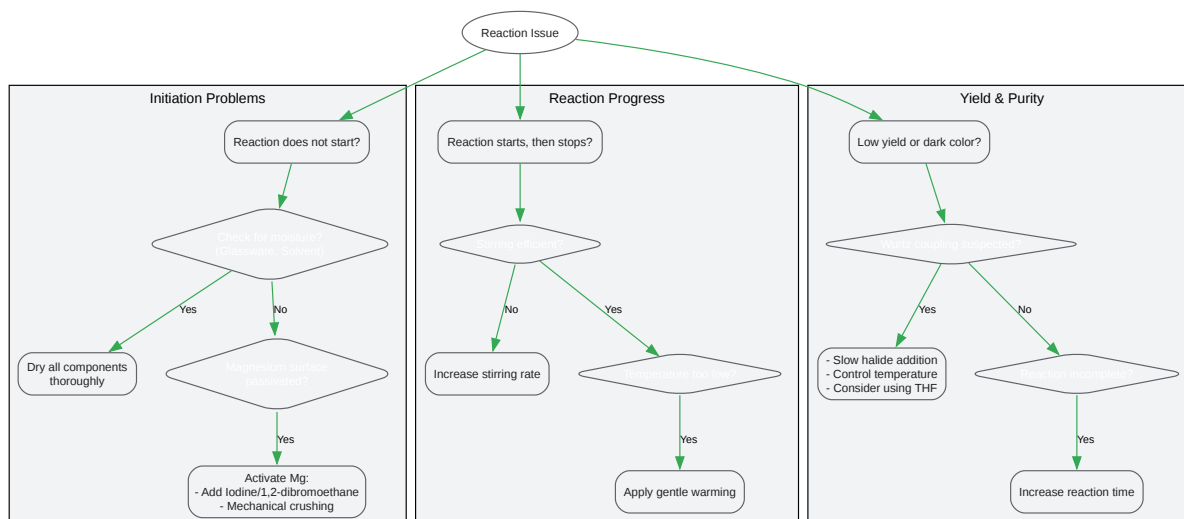 Reaction Issue
Initiation Problems
Reaction does not start?
Check for moisture?
(Glassware, Solvent)
Yes
No
Dry all components
thoroughly
Magnesium surface
passivated?
Yes
Activate Mg:
- Add Iodine/1,2-dibromoethane
- Mechanical crushing
Reaction Progress
Reaction starts, then stops?
Stirring efficient?
No
Yes
Increase stirring rate
Temperature too low?
Yes
Apply gentle warming
Yield & Purity
Low yield or dark color?
Wurtz coupling suspected?
Yes
No
- Slow halide addition
- Control temperature
- Consider using THF
Reaction incomplete?
Yes
Increase reaction time